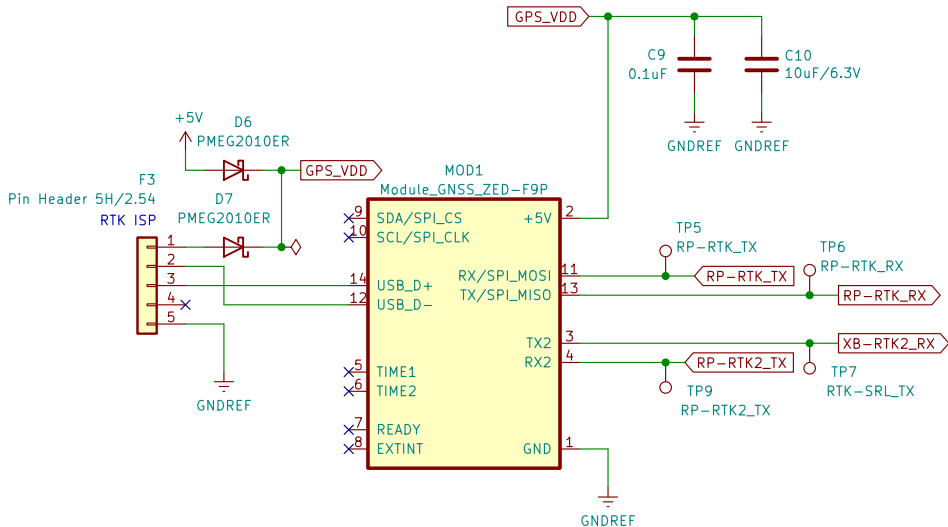 GPS_VDD
C9
0.1uF
C10
10uF/6.3V
GNDREF
GNDREF
+5V
D6
PMEG2010ER
GPS_VDD
F3
Pin Header 5H/2.54
RTK ISP
D7
PMEG2010ER
1
2
3
4
5
GNDREF
MOD1
Module_GNSS_ZED-F9P
9 SDA/SPI_CS
10 SCL/SPI_CLK
14 USB_D+
12 USB_D-
5 TIME1
6 TIME2
7 READY
8 EXTINT
+5V 2
RX/SPI_MOSI 11
TX/SPI_MISO 13
TX2 3
RX2 4
GND 1
TP5
RP-RTK_TX
RP-RTK_TX
TP6
RP-RTK_RX
RP-RTK_RX
XB-RTK2_RX
RP-RTK2_TX
TP7
RTK-SRL_TX
TP9
RP-RTK2_TX
GNDREF